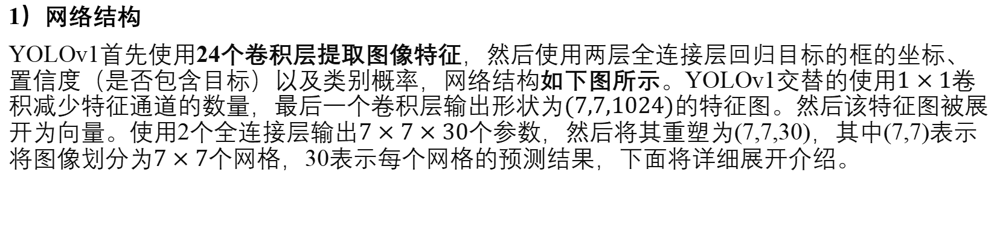 1）网络结构
YOLOv1首先使用24个卷积层提取图像特征，然后使用两层全连接层回归目标的框的坐标、
置信度（是否包含目标）以及类别概率，网络结构如下图所示。YOLOv1交替的使用1 × 1卷
积减少特征通道的数量，最后一个卷积层输出形状为(7,7,1024)的特征图。然后该特征图被展
开为向量。使用2个全连接层输出7 × 7 × 30个参数，然后将其重塑为(7,7,30)，其中(7,7)表示
将图像划分为7 × 7个网格，30表示每个网格的预测结果，下面将详细展开介绍。